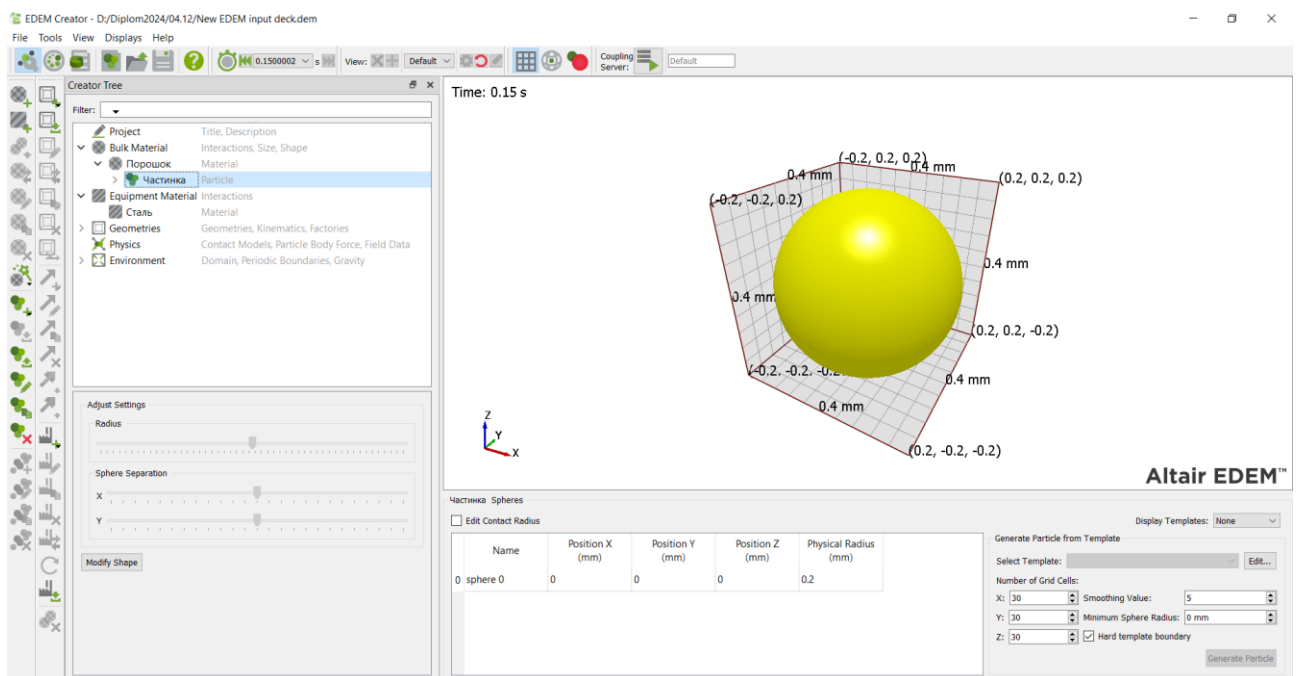 EDEM Creator - D:/Diplom2024/04.12/New EDEM input deck.dem
File Tools View Displays Help
0.1500002 s View: Default Coupling Server: Default
Creator Tree
Filter:
Project Title, Description
Bulk Material Interactions, Size, Shape
Порошок Material
Частинка Particle
Equipment Material Interactions
Сталь Material
Geometries Geometries, Kinematics, Factories
Physics Contact Models, Particle Body Force, Field Data
Environment Domain, Periodic Boundaries, Gravity
Adjust Settings
Radius
Sphere Separation
X
Y
Modify Shape
Time: 0.15 s
(-0.2, 0.2, 0.2)
0.4 mm
0.4 mm
(0.2, 0.2, 0.2)
(-0.2, -0.2, 0.2)
0.4 mm
0.4 mm
(0.2, 0.2, -0.2)
(-0.2, -0.2, -0.2
0.4 mm
0.4 mm
(0.2, -0.2, -0.2)
Z
Y
X
Altair EDEM™
Частинка Spheres
Edit Contact Radius
Display Templates: None
Name Position X (mm) Position Y (mm) Position Z (mm) Physical Radius (mm)
0 sphere 0 0 0 0 0.2
Generate Particle from Template
Select Template: Edit...
Number of Grid Cells:
X: 30 Smoothing Value: 5
Y: 30 Minimum Sphere Radius: 0 mm
Z: 30 Hard template boundary
Generate Particle